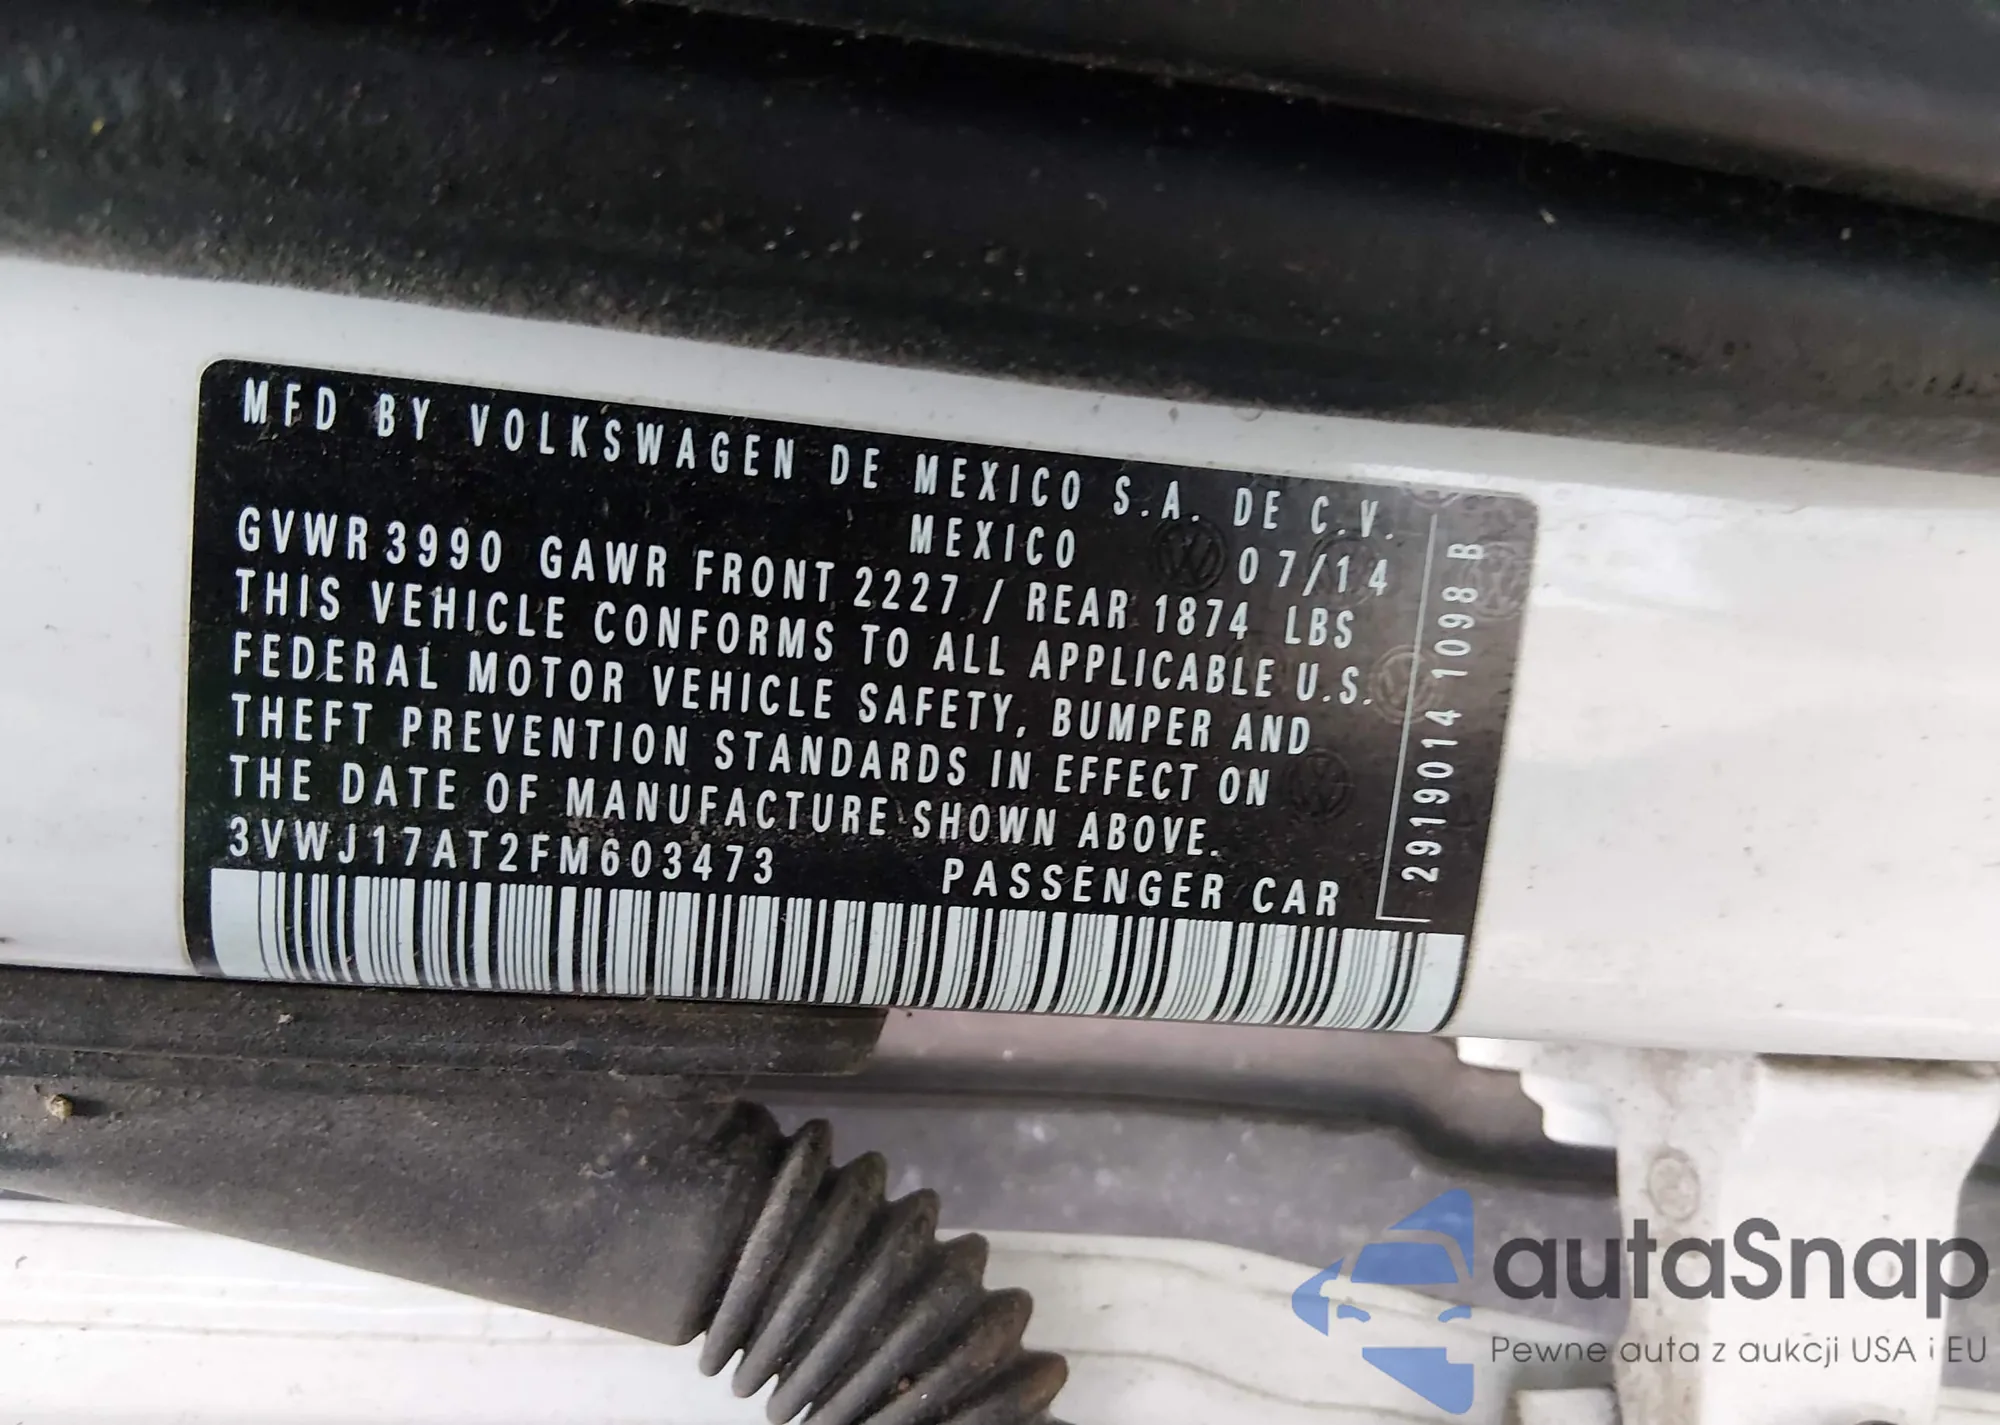 MFD BY VOLKSWAGEN DE MEXICO S.A. DE C.V.
MEXICO 07/14
GVWR 3990 GAWR FRONT 2227 / REAR 1874 LBS
THIS VEHICLE CONFORMS TO ALL APPLICABLE U.S.
FEDERAL MOTOR VEHICLE SAFETY, BUMPER AND
THEFT PREVENTION STANDARDS IN EFFECT ON
THE DATE OF MANUFACTURE SHOWN ABOVE.
3VWJ17AT2FM603473 PASSENGER CAR
2919014 1098 B
autaSnap
Pewne auta z aukcji USA i EU